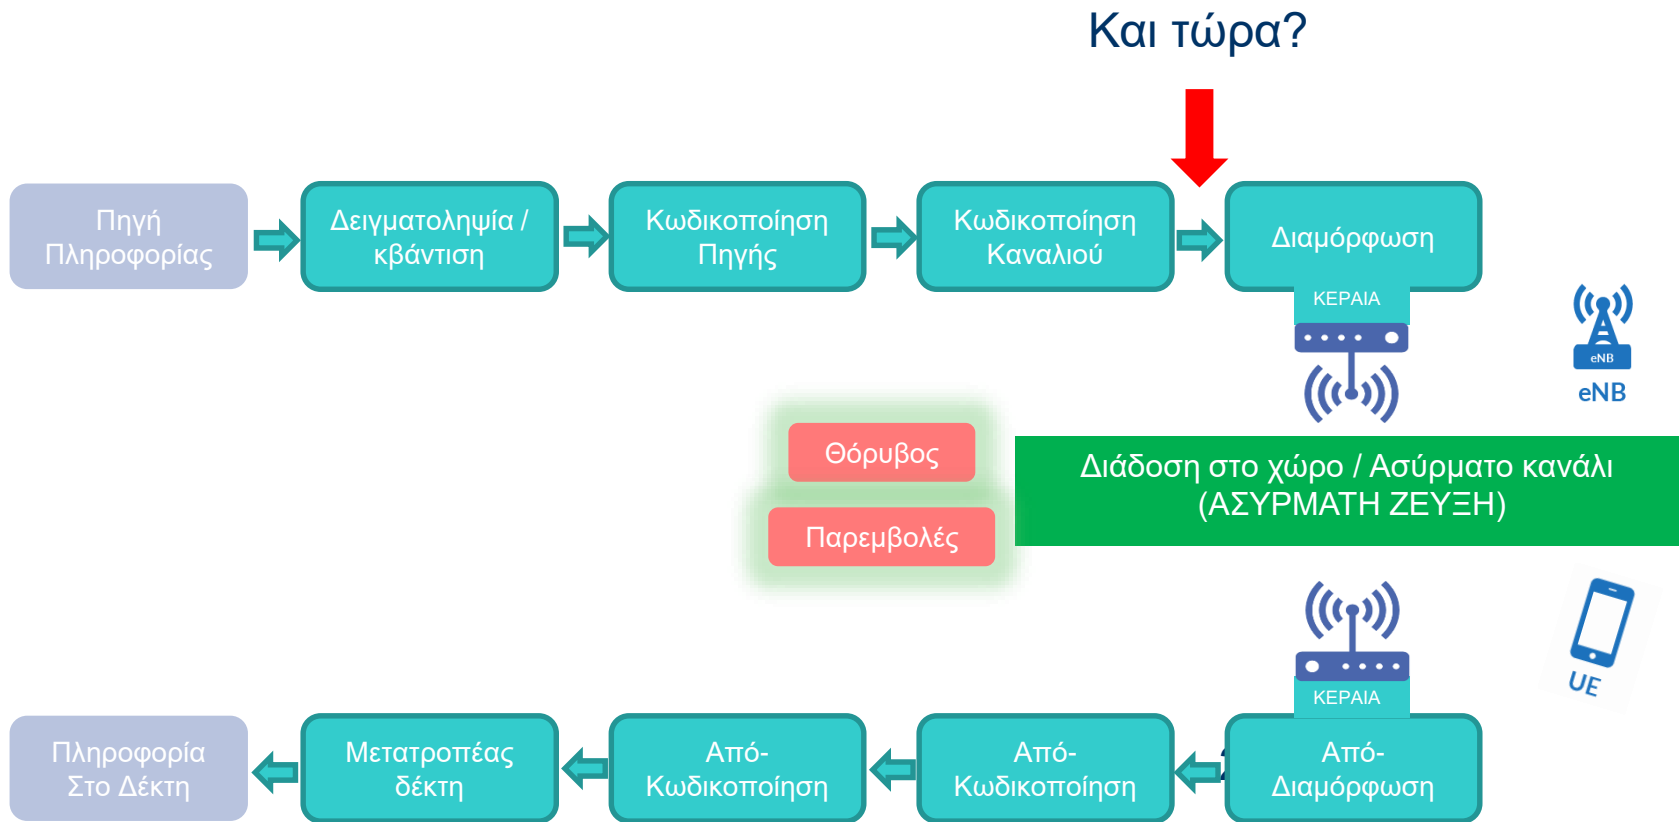 Και τώρα?
Πηγή
Πληροφορίας
Δειγματοληψία /
κβάντιση
Κωδικοποίηση
Πηγής
Κωδικοποίηση
Καναλιού
Διαμόρφωση
ΚΕΡΑΙΑ
eNB
eNB
Θόρυβος
Παρεμβολές
Διάδοση στο χώρο / Ασύρματο κανάλι
(ΑΣΥΡΜΑΤΗ ΖΕΥΞΗ)
UE
ΚΕΡΑΙΑ
Πληροφορία
Στο Δέκτη
Μετατροπέας
δέκτη
Από-
Κωδικοποίηση
Από-
Κωδικοποίηση
Από-
Διαμόρφωση